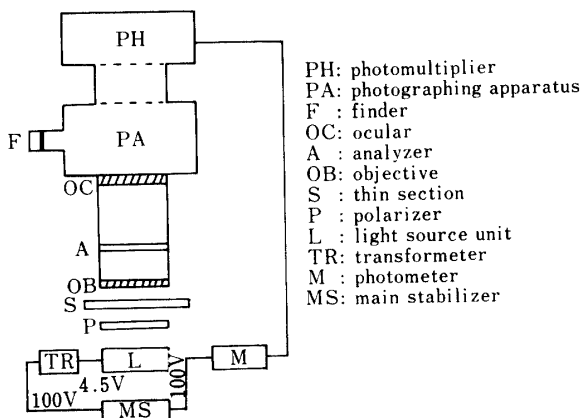 PH
PA
F
OC
A
OB
S
P
TR
L
M
4.5V
100V
100V
MS
PH: photomultiplier
PA: photographing apparatus
F : finder
OC: ocular
A : analyzer
OB: objective
S : thin section
P : polarizer
L : light source unit
TR: transformeter
M : photometer
MS: main stabilizer